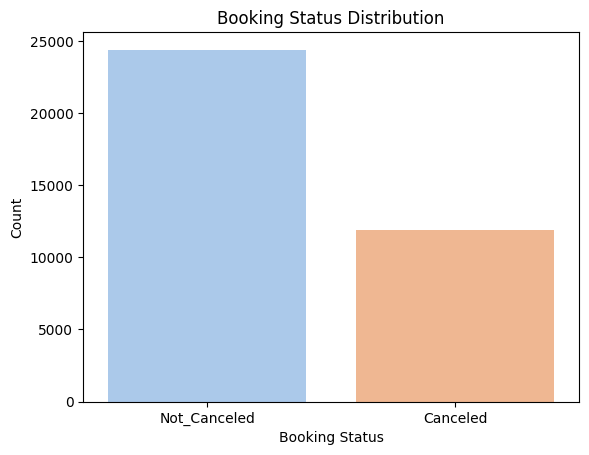 Booking Status Distribution
25000
20000
15000
10000
5000
0
Count
Not_Canceled
Canceled
Booking Status